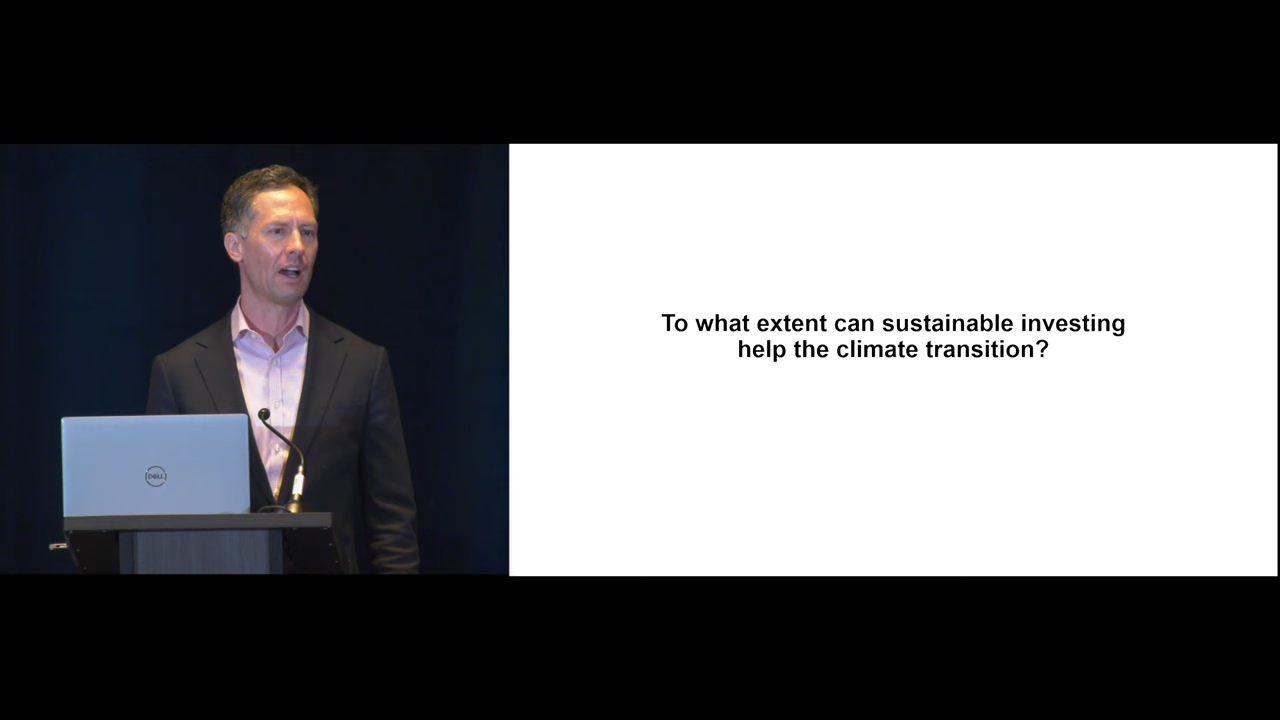 DELL
To what extent can sustainable investing
help the climate transition?